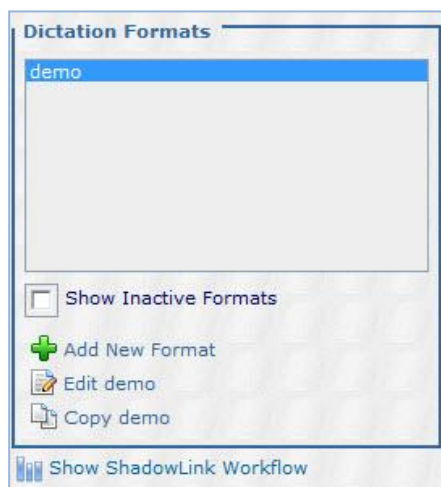 Dictation Formats
demo
Show Inactive Formats
Add New Format
Edit demo
Copy demo
Show ShadowLink Workflow